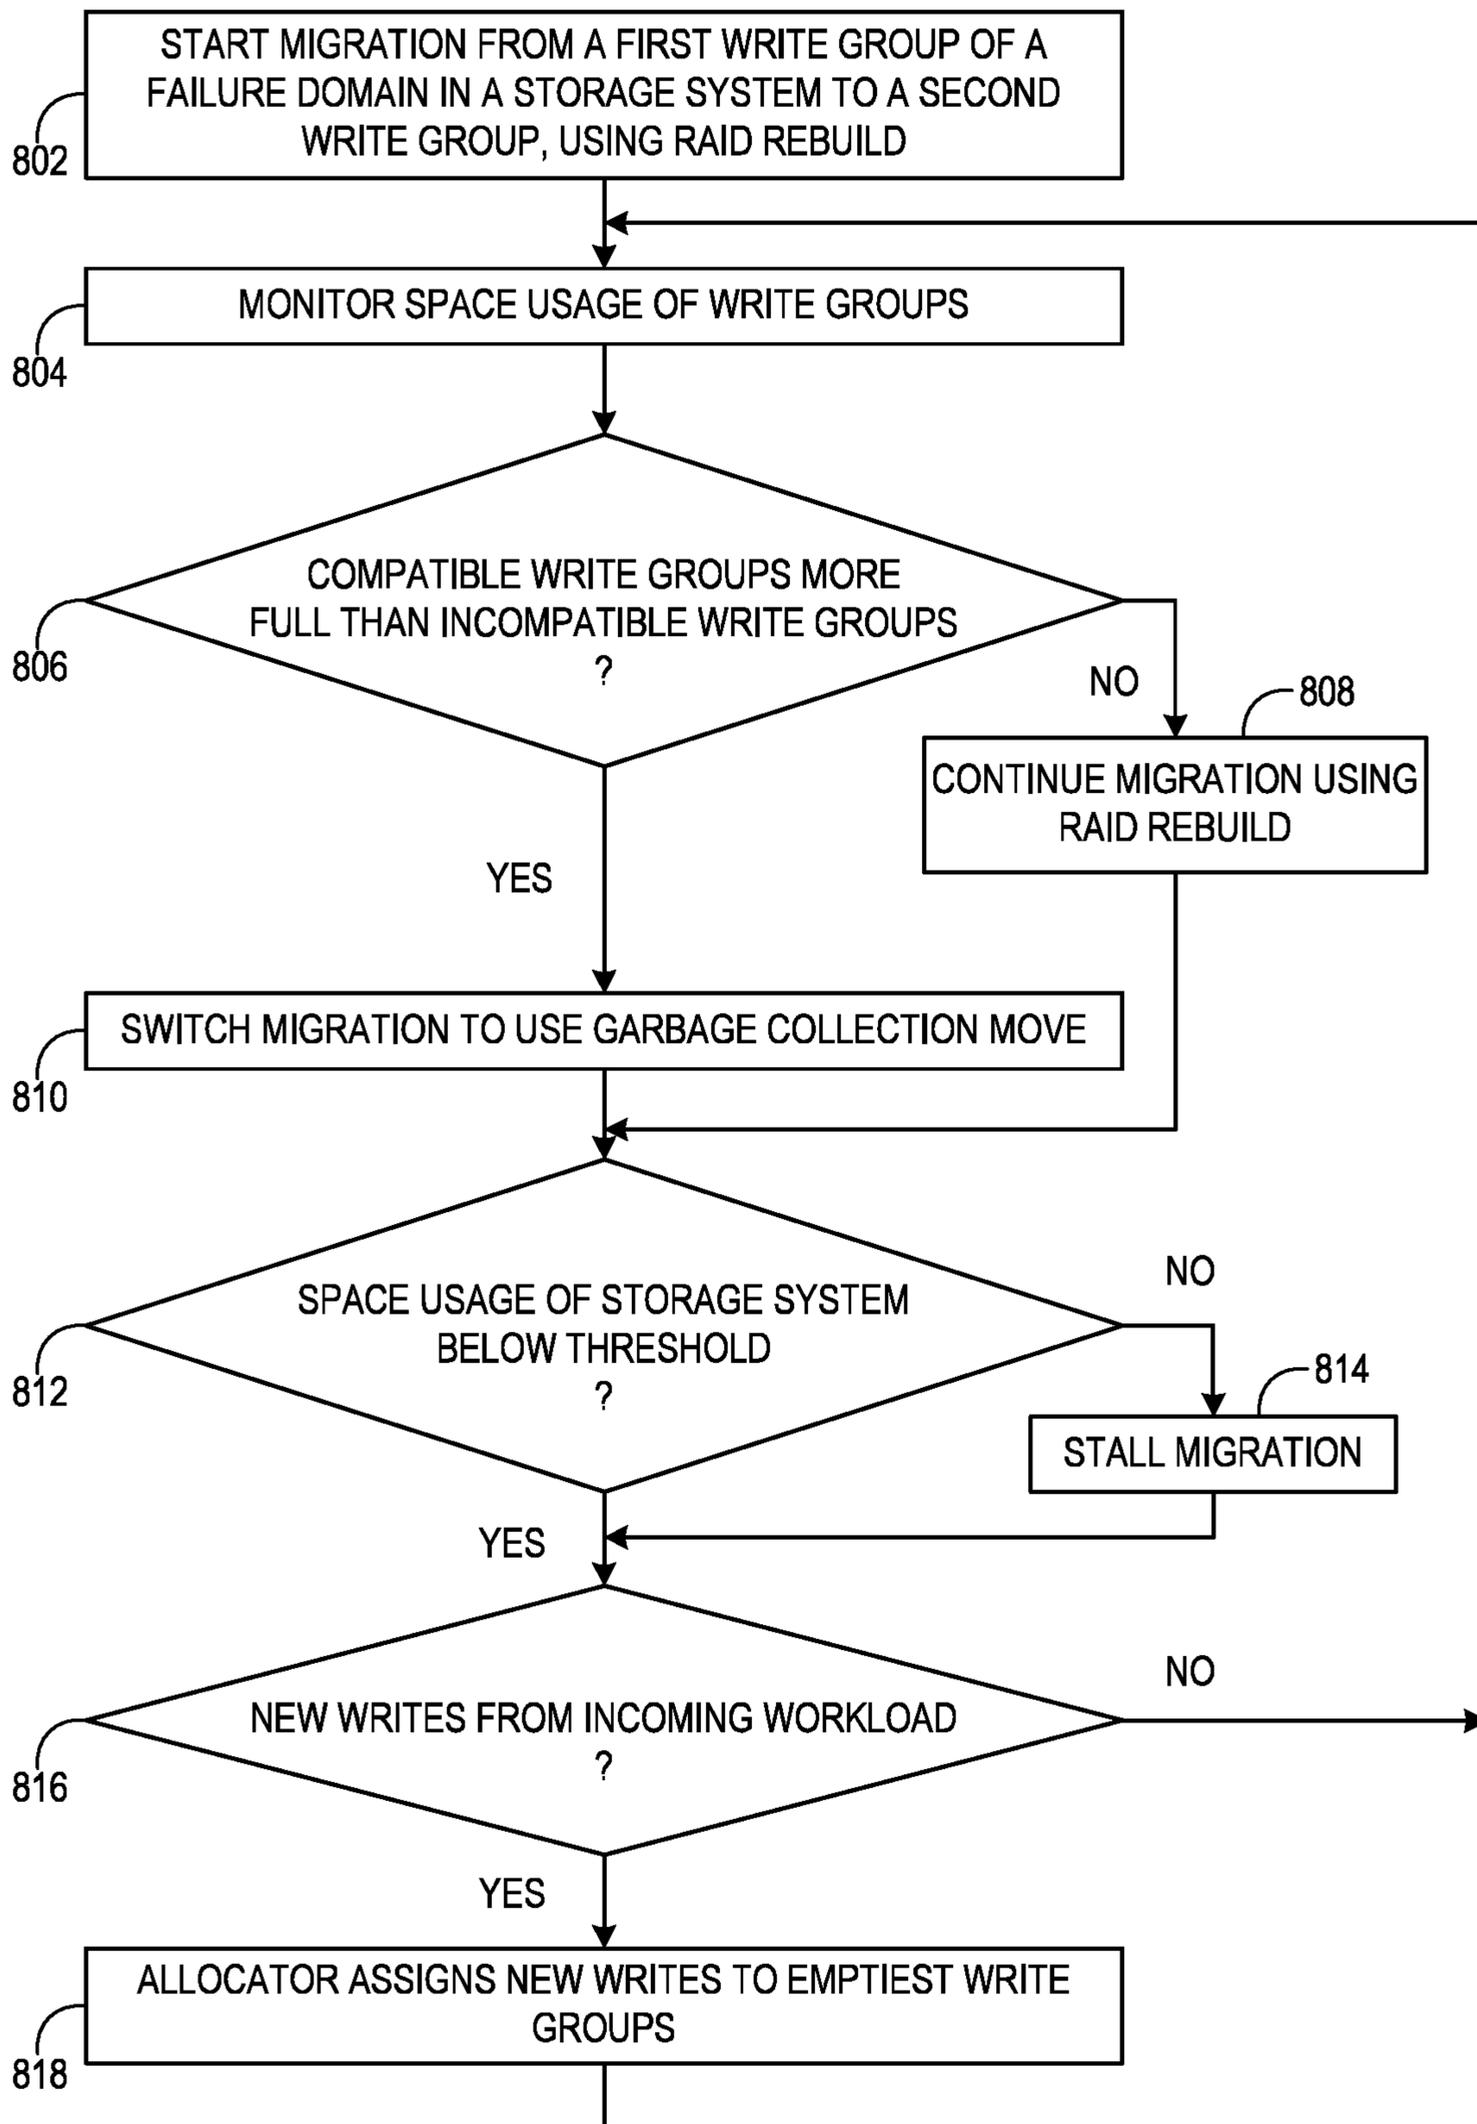 START MIGRATION FROM A FIRST WRITE GROUP OF A
FAILURE DOMAIN IN A STORAGE SYSTEM TO A SECOND
WRITE GROUP, USING RAID REBUILD
802
MONITOR SPACE USAGE OF WRITE GROUPS
804
COMPATIBLE WRITE GROUPS MORE
FULL THAN INCOMPATIBLE WRITE GROUPS
?
806
NO
808
CONTINUE MIGRATION USING
RAID REBUILD
YES
SWITCH MIGRATION TO USE GARBAGE COLLECTION MOVE
810
SPACE USAGE OF STORAGE SYSTEM
BELOW THRESHOLD
?
812
NO
814
STALL MIGRATION
YES
NEW WRITES FROM INCOMING WORKLOAD
?
816
NO
YES
ALLOCATOR ASSIGNS NEW WRITES TO EMPTIEST WRITE
GROUPS
818